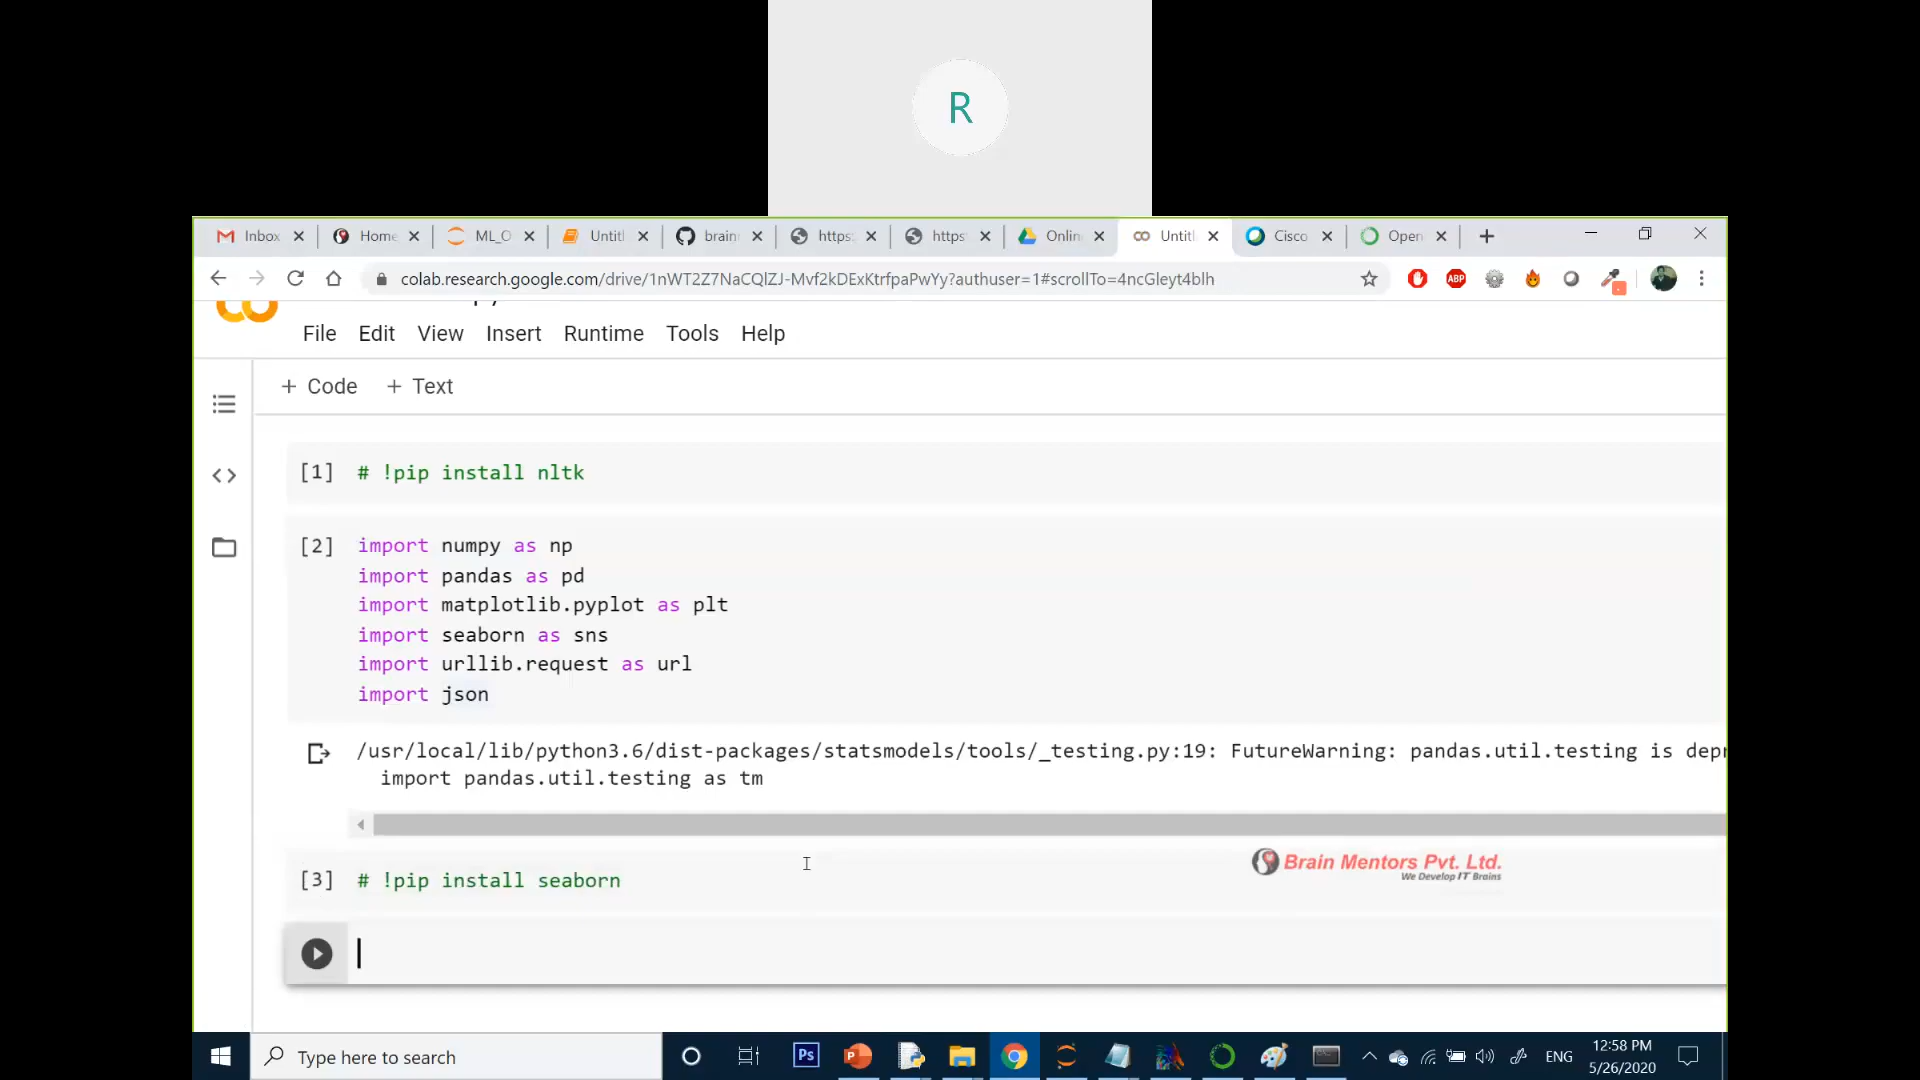 R
Inbox
Home
ML_O
Untitl
brain
https:
https:
Onlin
Untitl
Cisco
Open
colab.research.google.com/drive/1nWT2Z7NaCQlZJ-Mvf2kDExKtrfpaPwYy?authuser=1#scrollTo=4ncGleyt4blh
ABP
File Edit View Insert Runtime Tools Help
+ Code + Text
[1] # !pip install nltk
[2] import numpy as np
import pandas as pd
import matplotlib.pyplot as plt
import seaborn as sns
import urllib.request as url
import json
/usr/local/lib/python3.6/dist-packages/statsmodels/tools/_testing.py:19: FutureWarning: pandas.util.testing is depr
import pandas.util.testing as tm
Brain Mentors Pvt. Ltd.
We Develop IT Brains
[3] # !pip install seaborn
Type here to search
Ps
P
ENG
12:58 PM
5/26/2020